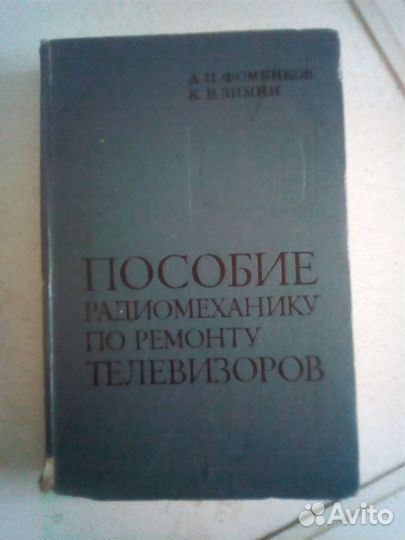 А. П. ФОМЕНКОВ
К. В. ЗИМИН
ПОСОБИЕ
РАДИОМЕХАНИКУ
ПО РЕМОНТУ
ТЕЛЕВИЗОРОВ
Avito